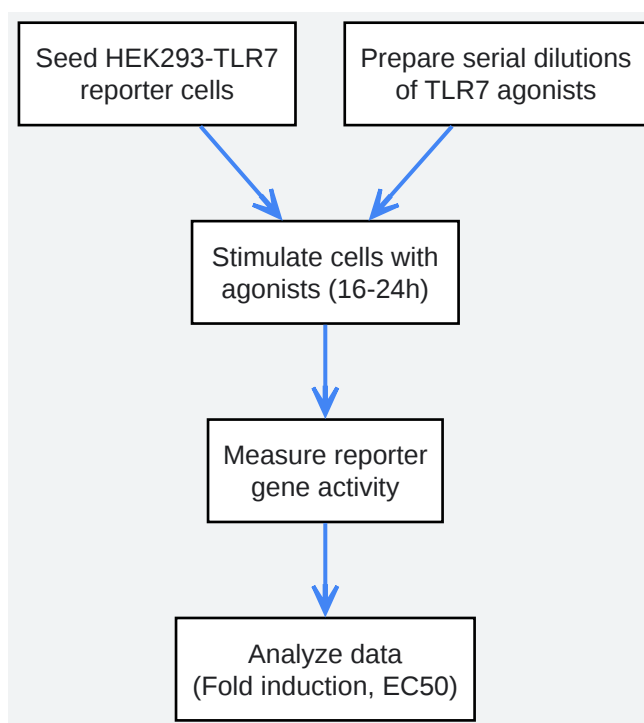 Seed HEK293-TLR7
reporter cells
Prepare serial dilutions
of TLR7 agonists
Stimulate cells with
agonists (16-24h)
Measure reporter
gene activity
Analyze data
(Fold induction, EC50)